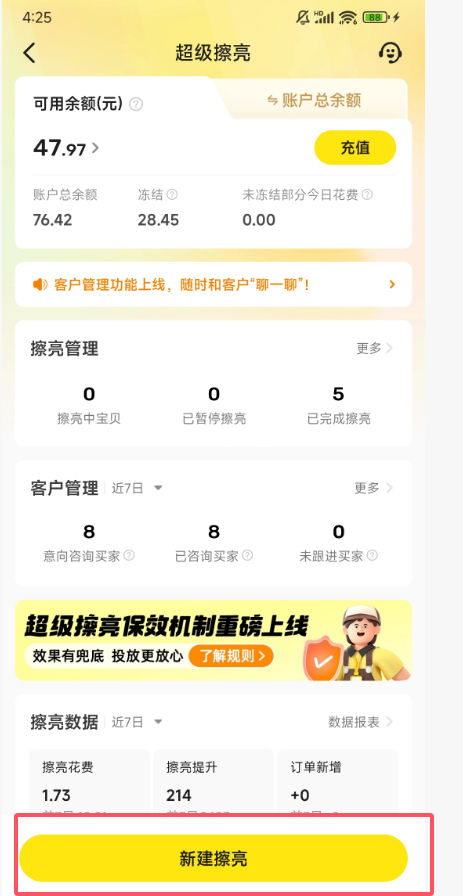 4:25
HD
88
超级擦亮
可用余额(元)
账户总余额
47.97
充值
账户总余额 冻结 未冻结部分今日花费
76.42 28.45 0.00
客户管理功能上线，随时和客户“聊一聊”！
擦亮管理 更多
0 0 5
擦亮中宝贝 已暂停擦亮 已完成擦亮
客户管理 近7日 更多
8 8 0
意向咨询买家 已咨询买家 未跟进买家
超级擦亮保效机制重磅上线
效果有兜底 投放更放心 了解规则
擦亮数据 近7日 数据报表
擦亮花费 擦亮提升 订单新增
1.73 214 +0
新建擦亮